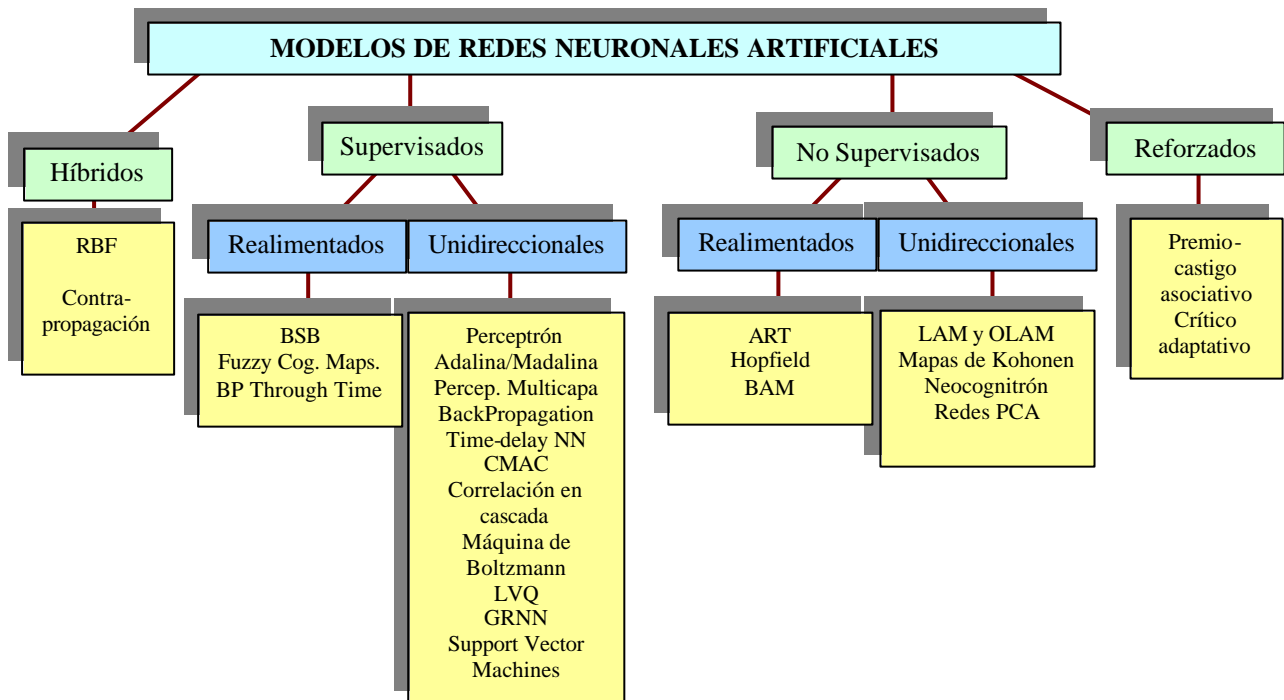 MODELOS DE REDES NEURONALES ARTIFICIALES
Híbridos
RBF
Contra-
propagación
Supervisados
Realimentados
BSB
Fuzzy Cog. Maps.
BP Through Time
Unidireccionales
Perceptrón
Adalina/Madalina
Percep. Multicapa
BackPropagation
Time-delay NN
CMAC
Correlación en
cascada
Máquina de
Boltzmann
LVQ
GRNN
Support Vector
Machines
No Supervisados
Realimentados
ART
Hopfield
BAM
Unidireccionales
LAM y OLAM
Mapas de Kohonen
Neocognitrón
Redes PCA
Reforzados
Premio-
castigo
asociativo
Crítico
adaptativo